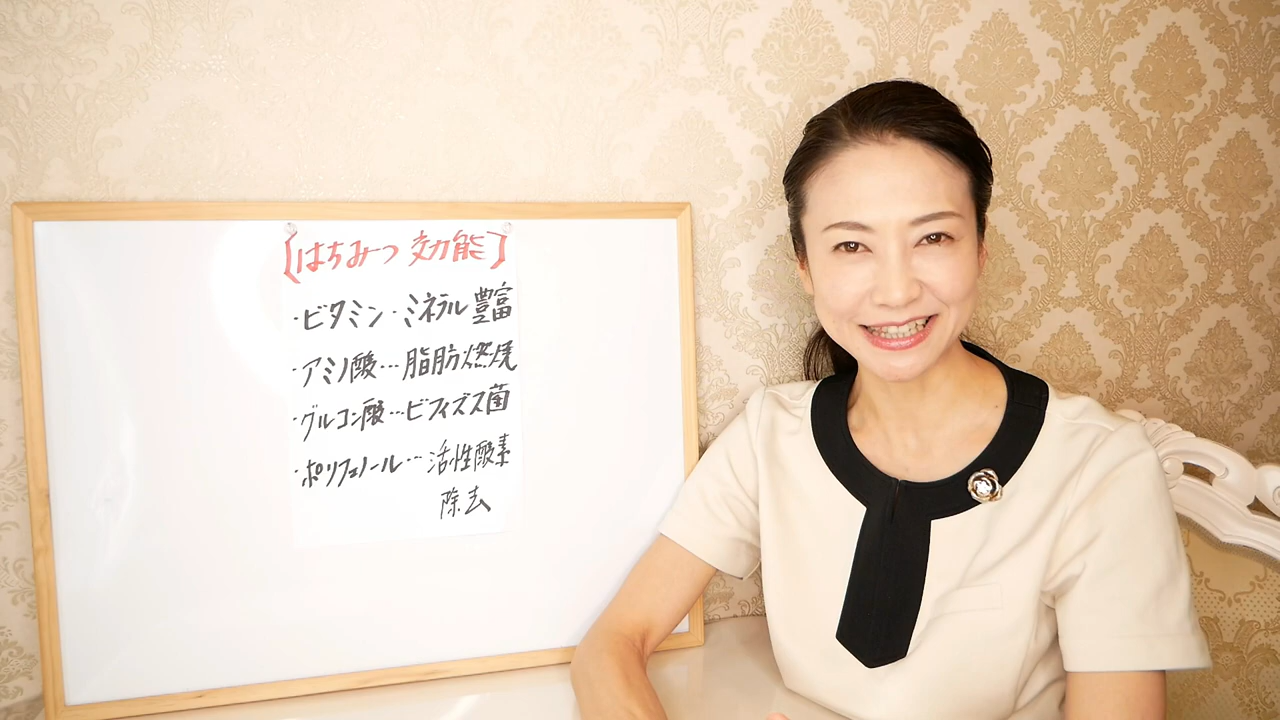 【はちみつ効能】
・ビタミン・ミネラル豊富
・アミノ酸…脂肪燃焼
・グルコン酸…ビフィズス菌
・ポリフェノール…活性酸素
除去